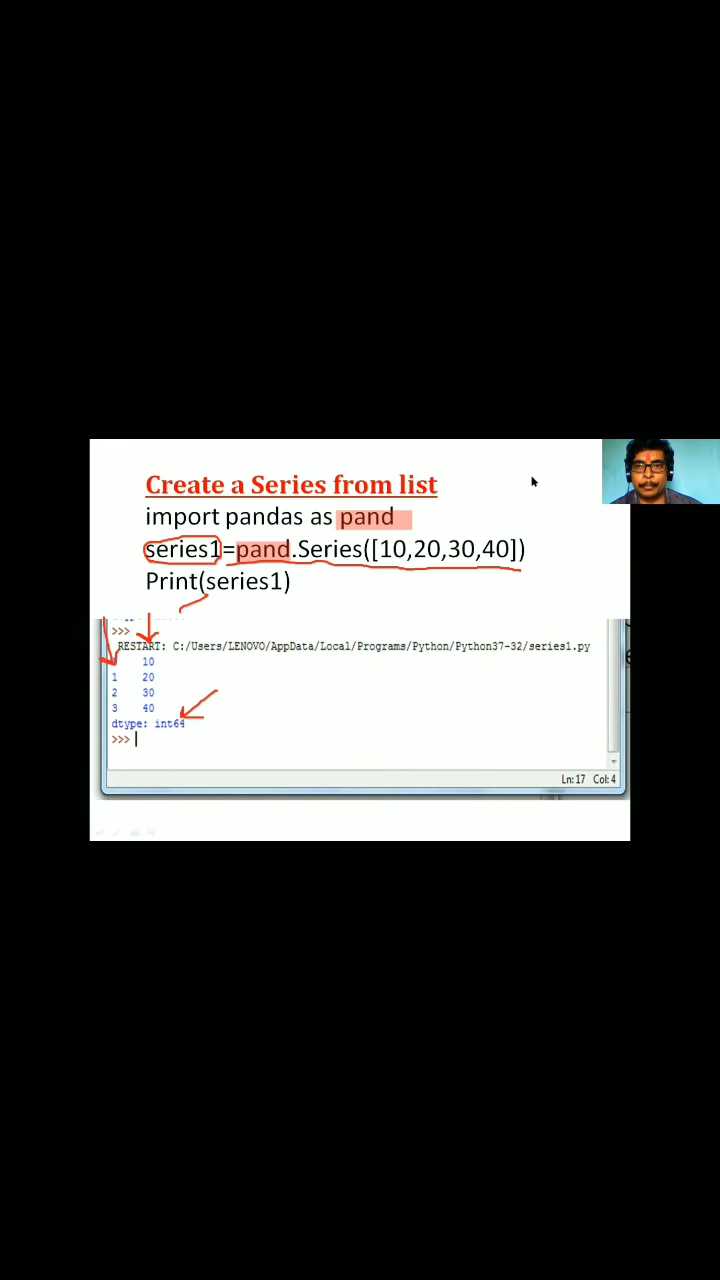 Create a Series from list
import pandas as pand
series1=pand.Series([10,20,30,40])
Print(series1)
>>>
RESTART: C:/Users/LENOVO/AppData/Local/Programs/Python/Python37-32/series1.py
10
1 20
2 30
3 40
dtype: int64
>>>
Ln:17 Col:4